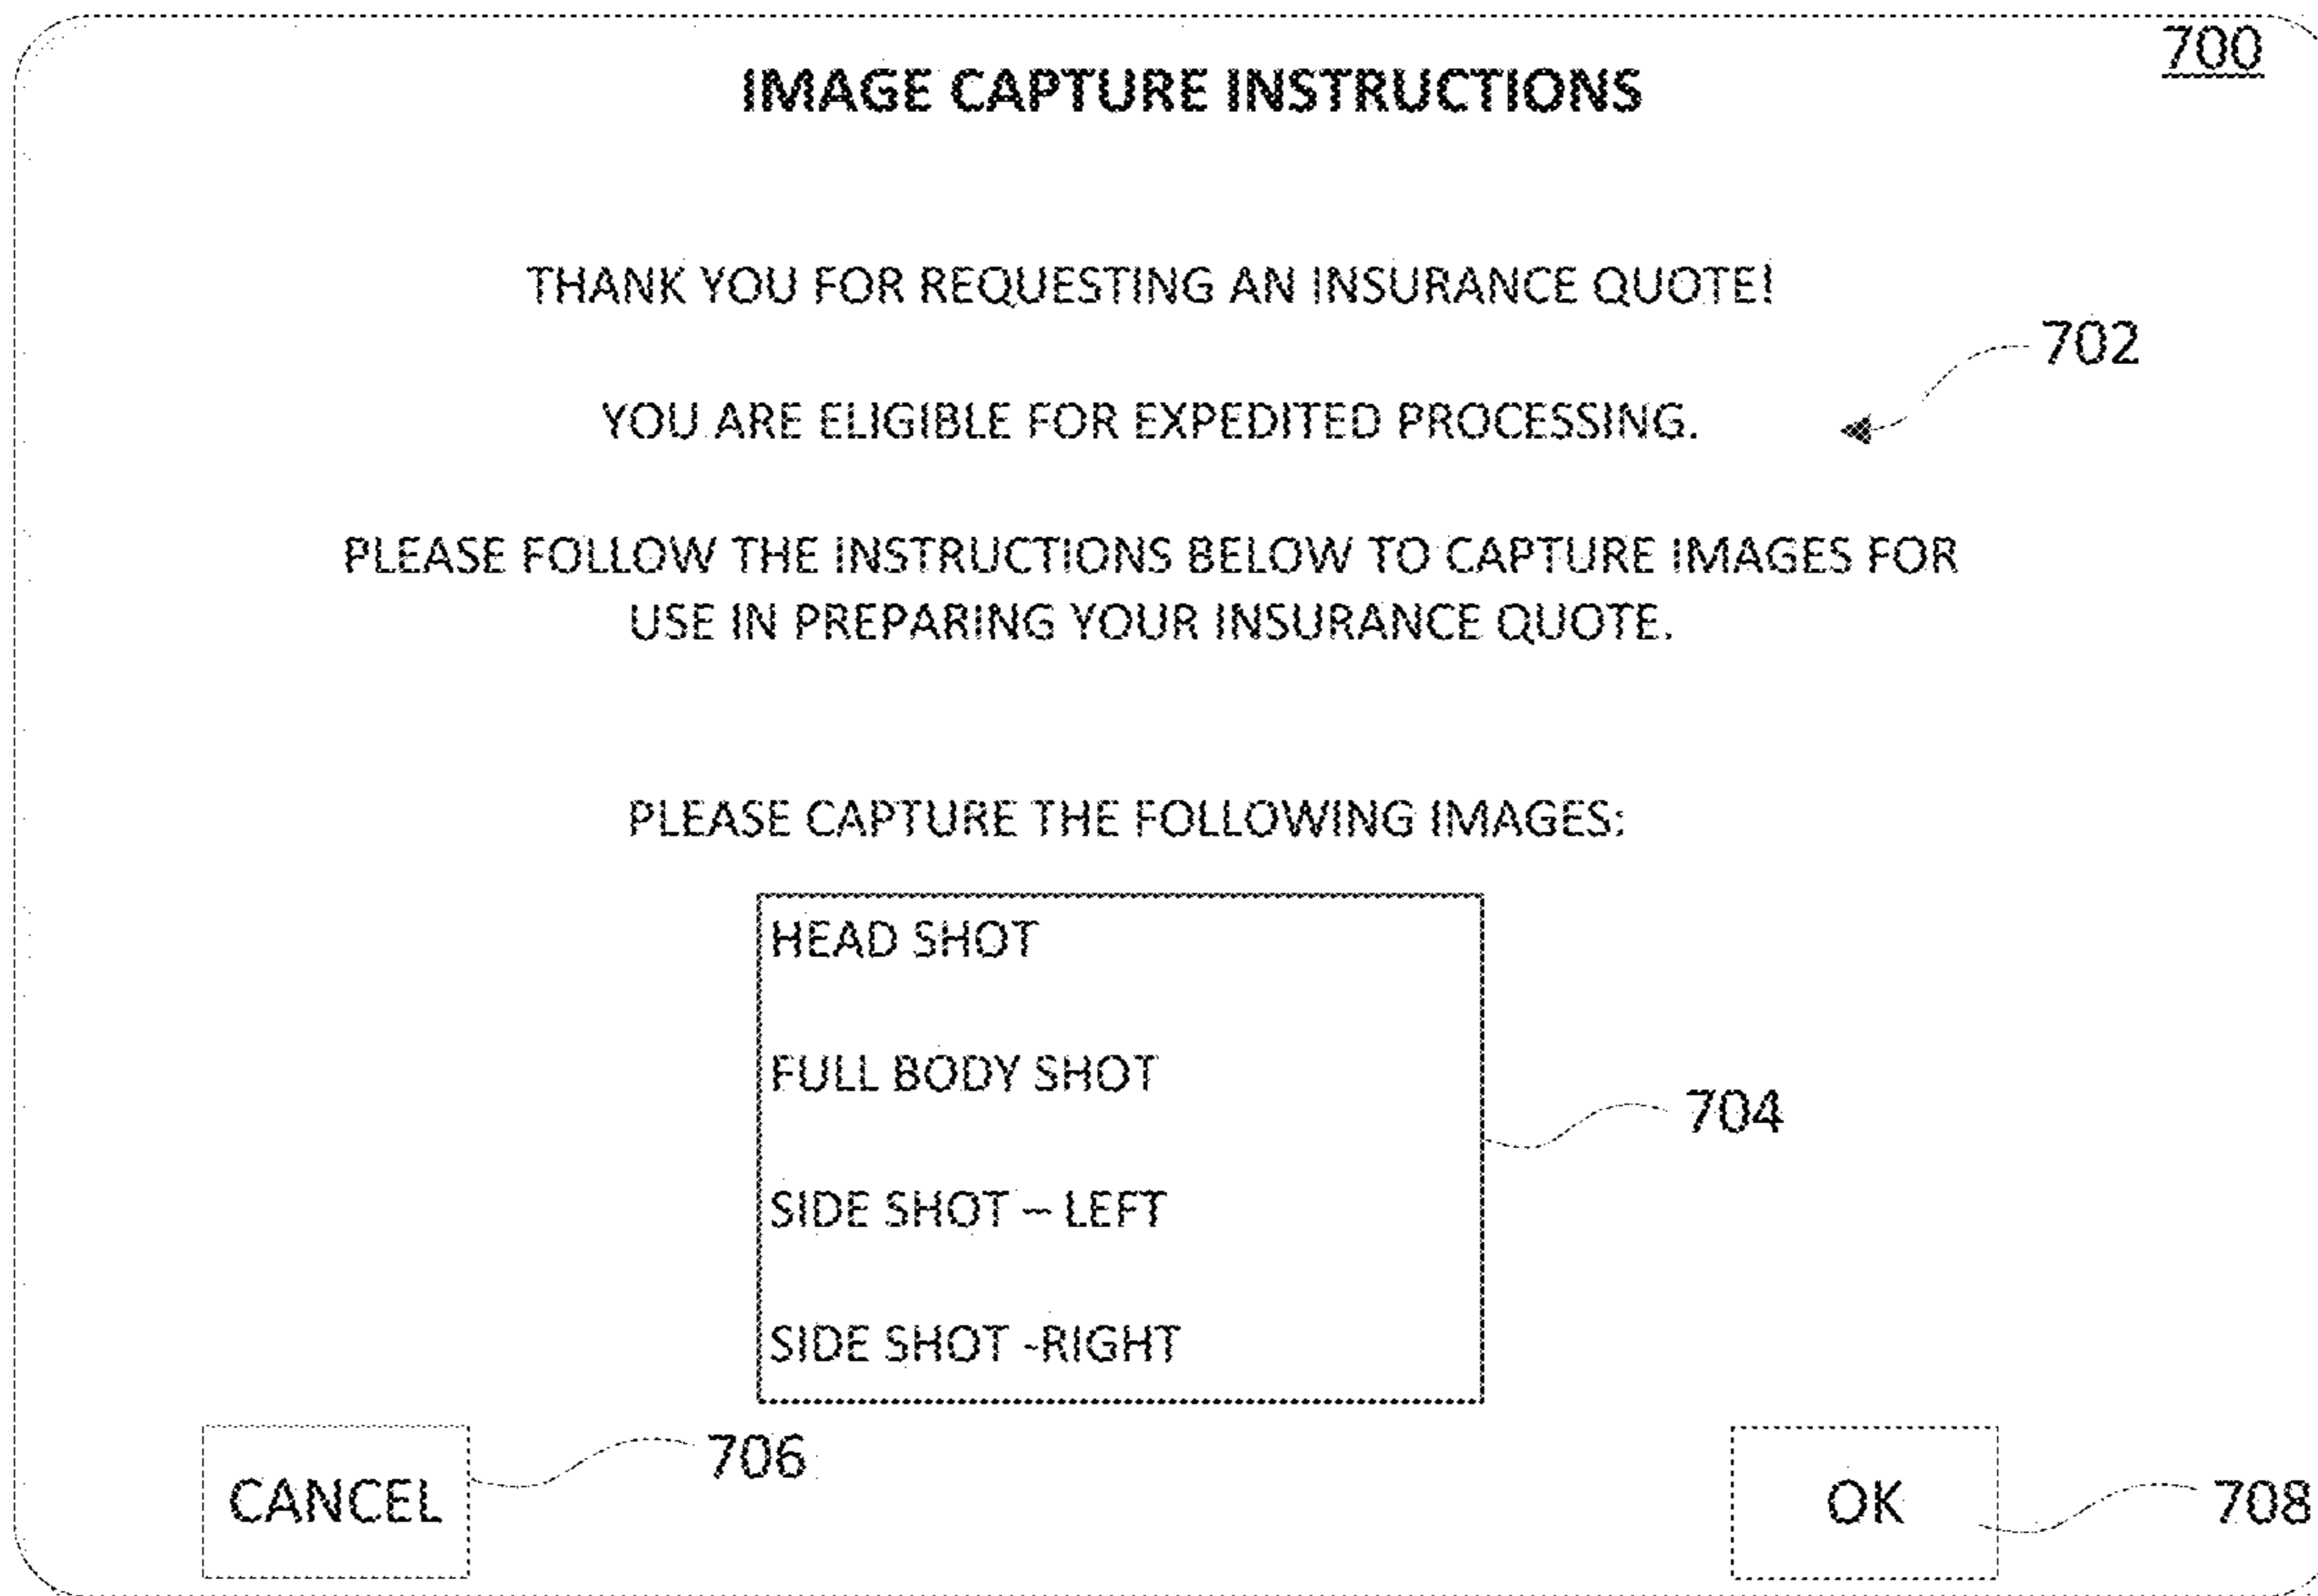 700
IMAGE CAPTURE INSTRUCTIONS
THANK YOU FOR REQUESTING AN INSURANCE QUOTE!
702
YOU ARE ELIGIBLE FOR EXPEDITED PROCESSING.
PLEASE FOLLOW THE INSTRUCTIONS BELOW TO CAPTURE IMAGES FOR
USE IN PREPARING YOUR INSURANCE QUOTE.
PLEASE CAPTURE THE FOLLOWING IMAGES:
HEAD SHOT
FULL BODY SHOT
704
SIDE SHOT – LEFT
SIDE SHOT -RIGHT
706
CANCEL
OK
708